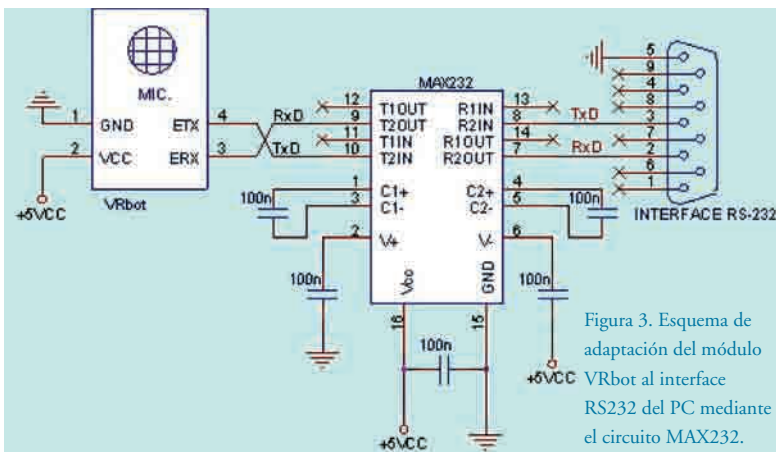 MIC.
1 GND ETX 4
2 VCC ERX 3
VRbot
+5VCC
RxD
TxD
MAX232
12 T1OUT R1IN 13
9 T2OUT R2IN 8
11 T1IN R1OUT 14
10 T2IN R2OUT 7
1 C1+ C2+ 4
3 C1- C2- 5
2 V+ V- 6
Vcc GND
16 15
100n
100n
100n
100n
100n
+5VCC
+5VCC
TxD
RxD
5
9
4
8
3
7
2
6
1
INTERFACE RS-232
Figura 3. Esquema de
adaptación del módulo
VRbot al interface
RS232 del PC mediante
el circuito MAX232.